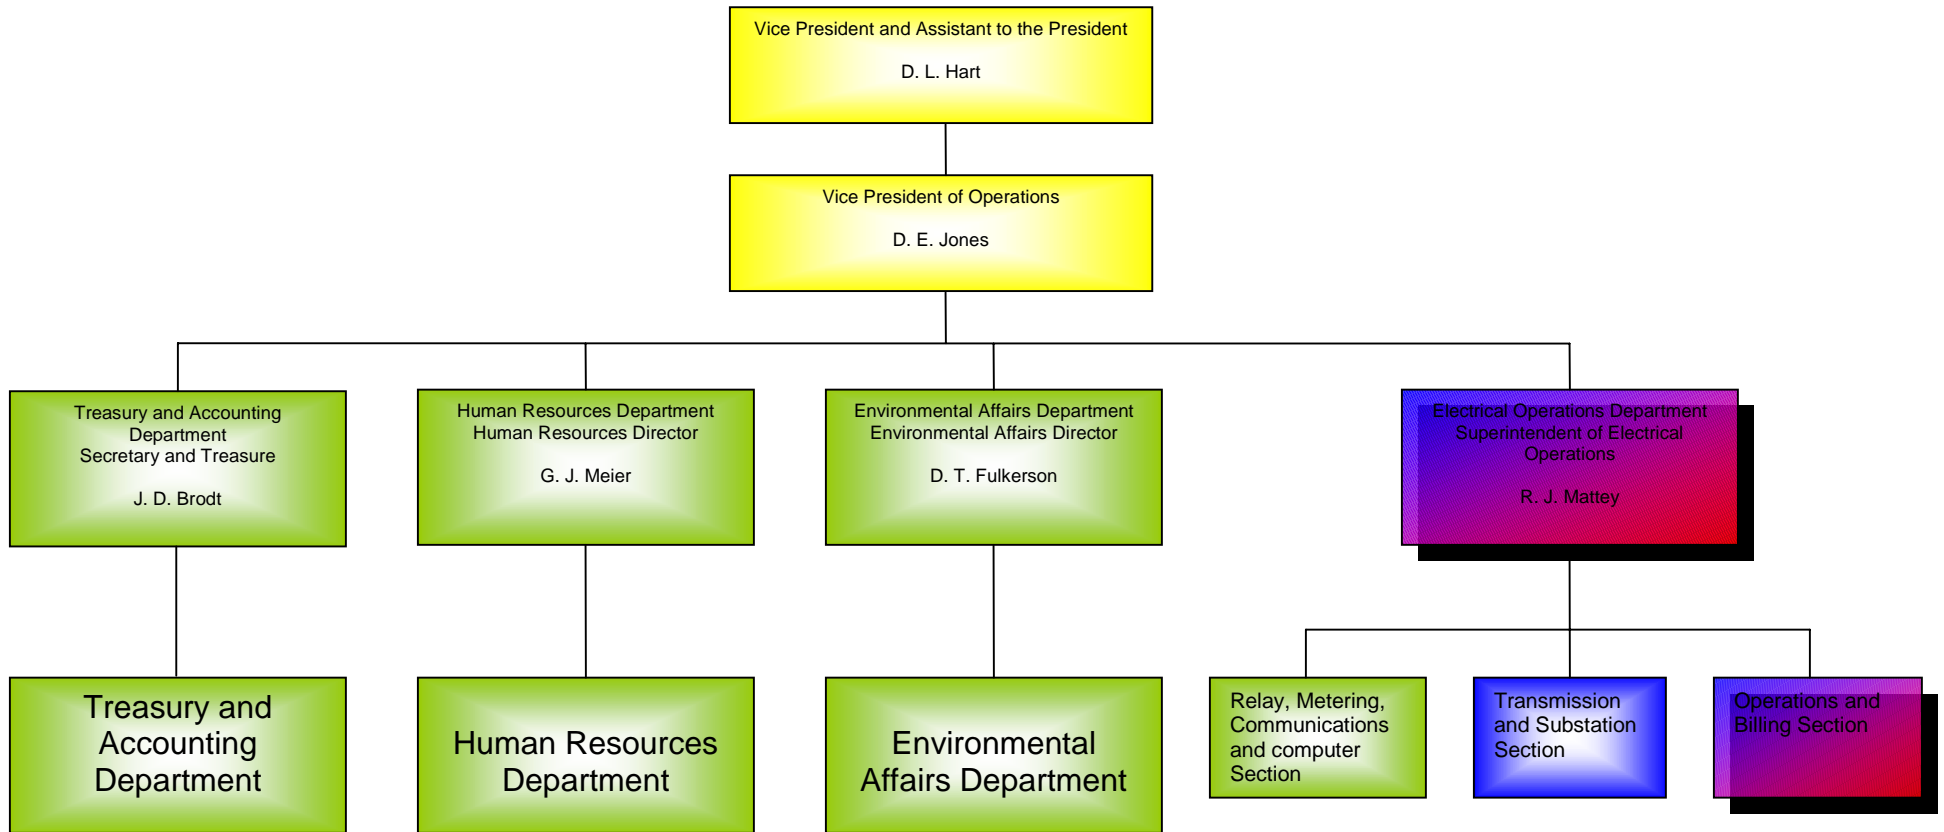 Vice President and Assistant to the President
D. L. Hart
Vice President of Operations
D. E. Jones
Treasury and Accounting
Department
Secretary and Treasure
J. D. Brodt
Human Resources Department
Human Resources Director
G. J. Meier
Environmental Affairs Department
Environmental Affairs Director
D. T. Fulkerson
Electrical Operations Department
Superintendent of Electrical
Operations
R. J. Mattey
Treasury and
Accounting
Department
Human Resources
Department
Environmental
Affairs Department
Relay, Metering,
Communications
and computer
Section
Transmission
and Substation
Section
Operations and
Billing Section